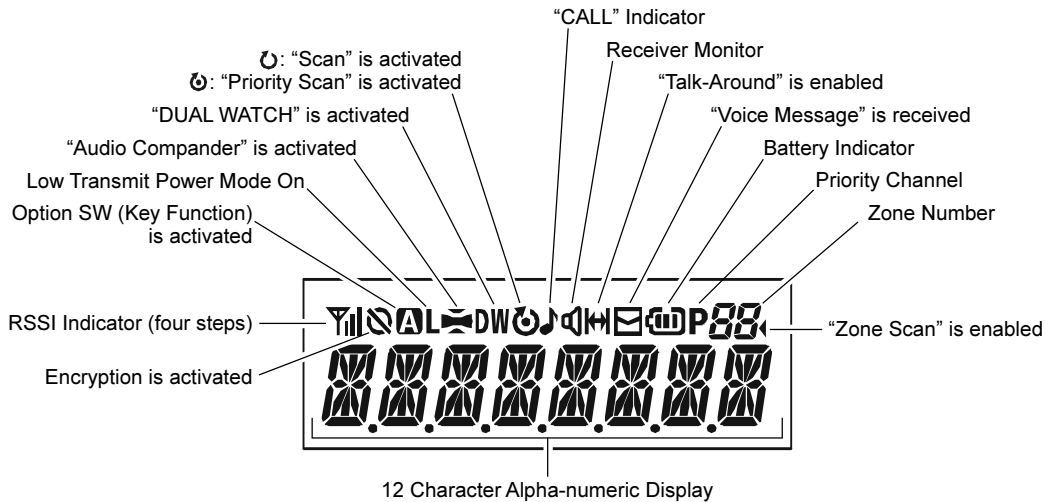 “CALL” Indicator
Receiver Monitor
: “Scan” is activated
: “Priority Scan” is activated
“Talk-Around” is enabled
“DUAL WATCH” is activated
“Voice Message” is received
“Audio Compander” is activated
Battery Indicator
Low Transmit Power Mode On
Priority Channel
Option SW (Key Function)
is activated
Zone Number
A L DW P 88
RSSI Indicator (four steps)
“Zone Scan” is enabled
Encryption is activated
12 Character Alpha-numeric Display